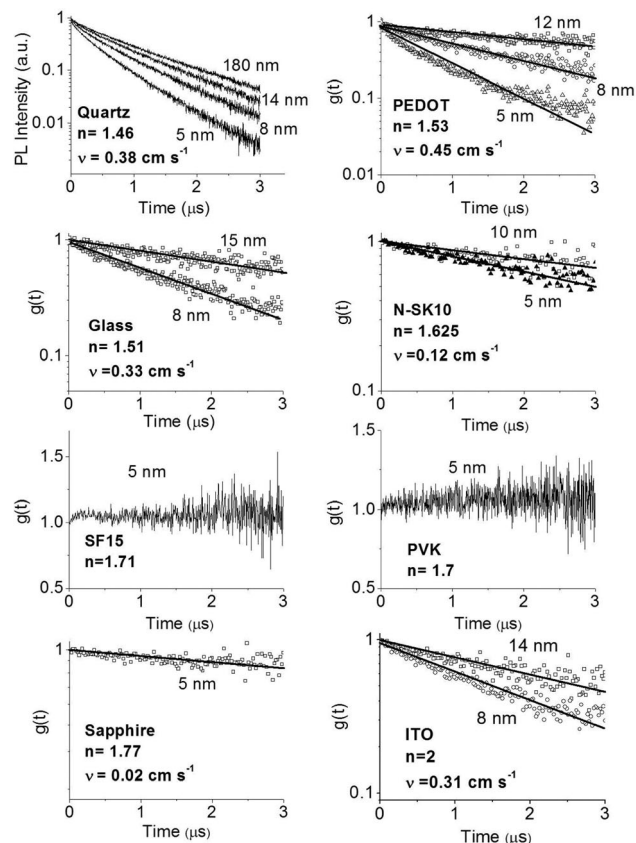 PL Intensity (a.u.)
1
0.1
0.01
180 nm
14 nm
8 nm
5 nm
Quartz
n= 1.46
ν = 0.38 cm s⁻¹
0 1 2 3
Time (μs)
g(t)
1
0.1
0.01
12 nm
8 nm
5 nm
PEDOT
n = 1.53
ν = 0.45 cm s⁻¹
0 1 2 3
Time (μs)
g(t)
1
0.1
15 nm
8 nm
Glass
n= 1.51
ν = 0.33 cm s⁻¹
0 1 2 3
Time (μs)
g(t)
1
0.1
10 nm
5 nm
N-SK10
n = 1.625
ν =0.12 cm s⁻¹
0 1 2 3
Time (μs)
g(t)
1.5
1.0
0.5
5 nm
SF15
n=1.71
0 1 2 3
Time (μs)
g(t)
1.5
1.0
0.5
5 nm
PVK
n= 1.7
0 1 2 3
Time (μs)
g(t)
1
5 nm
Sapphire
n= 1.77
ν = 0.02 cm s⁻¹
0 1 2 3
Time (μs)
g(t)
1
0.1
14 nm
8 nm
ITO
n=2
ν =0.31 cm s⁻¹
0 1 2 3
Time (μs)